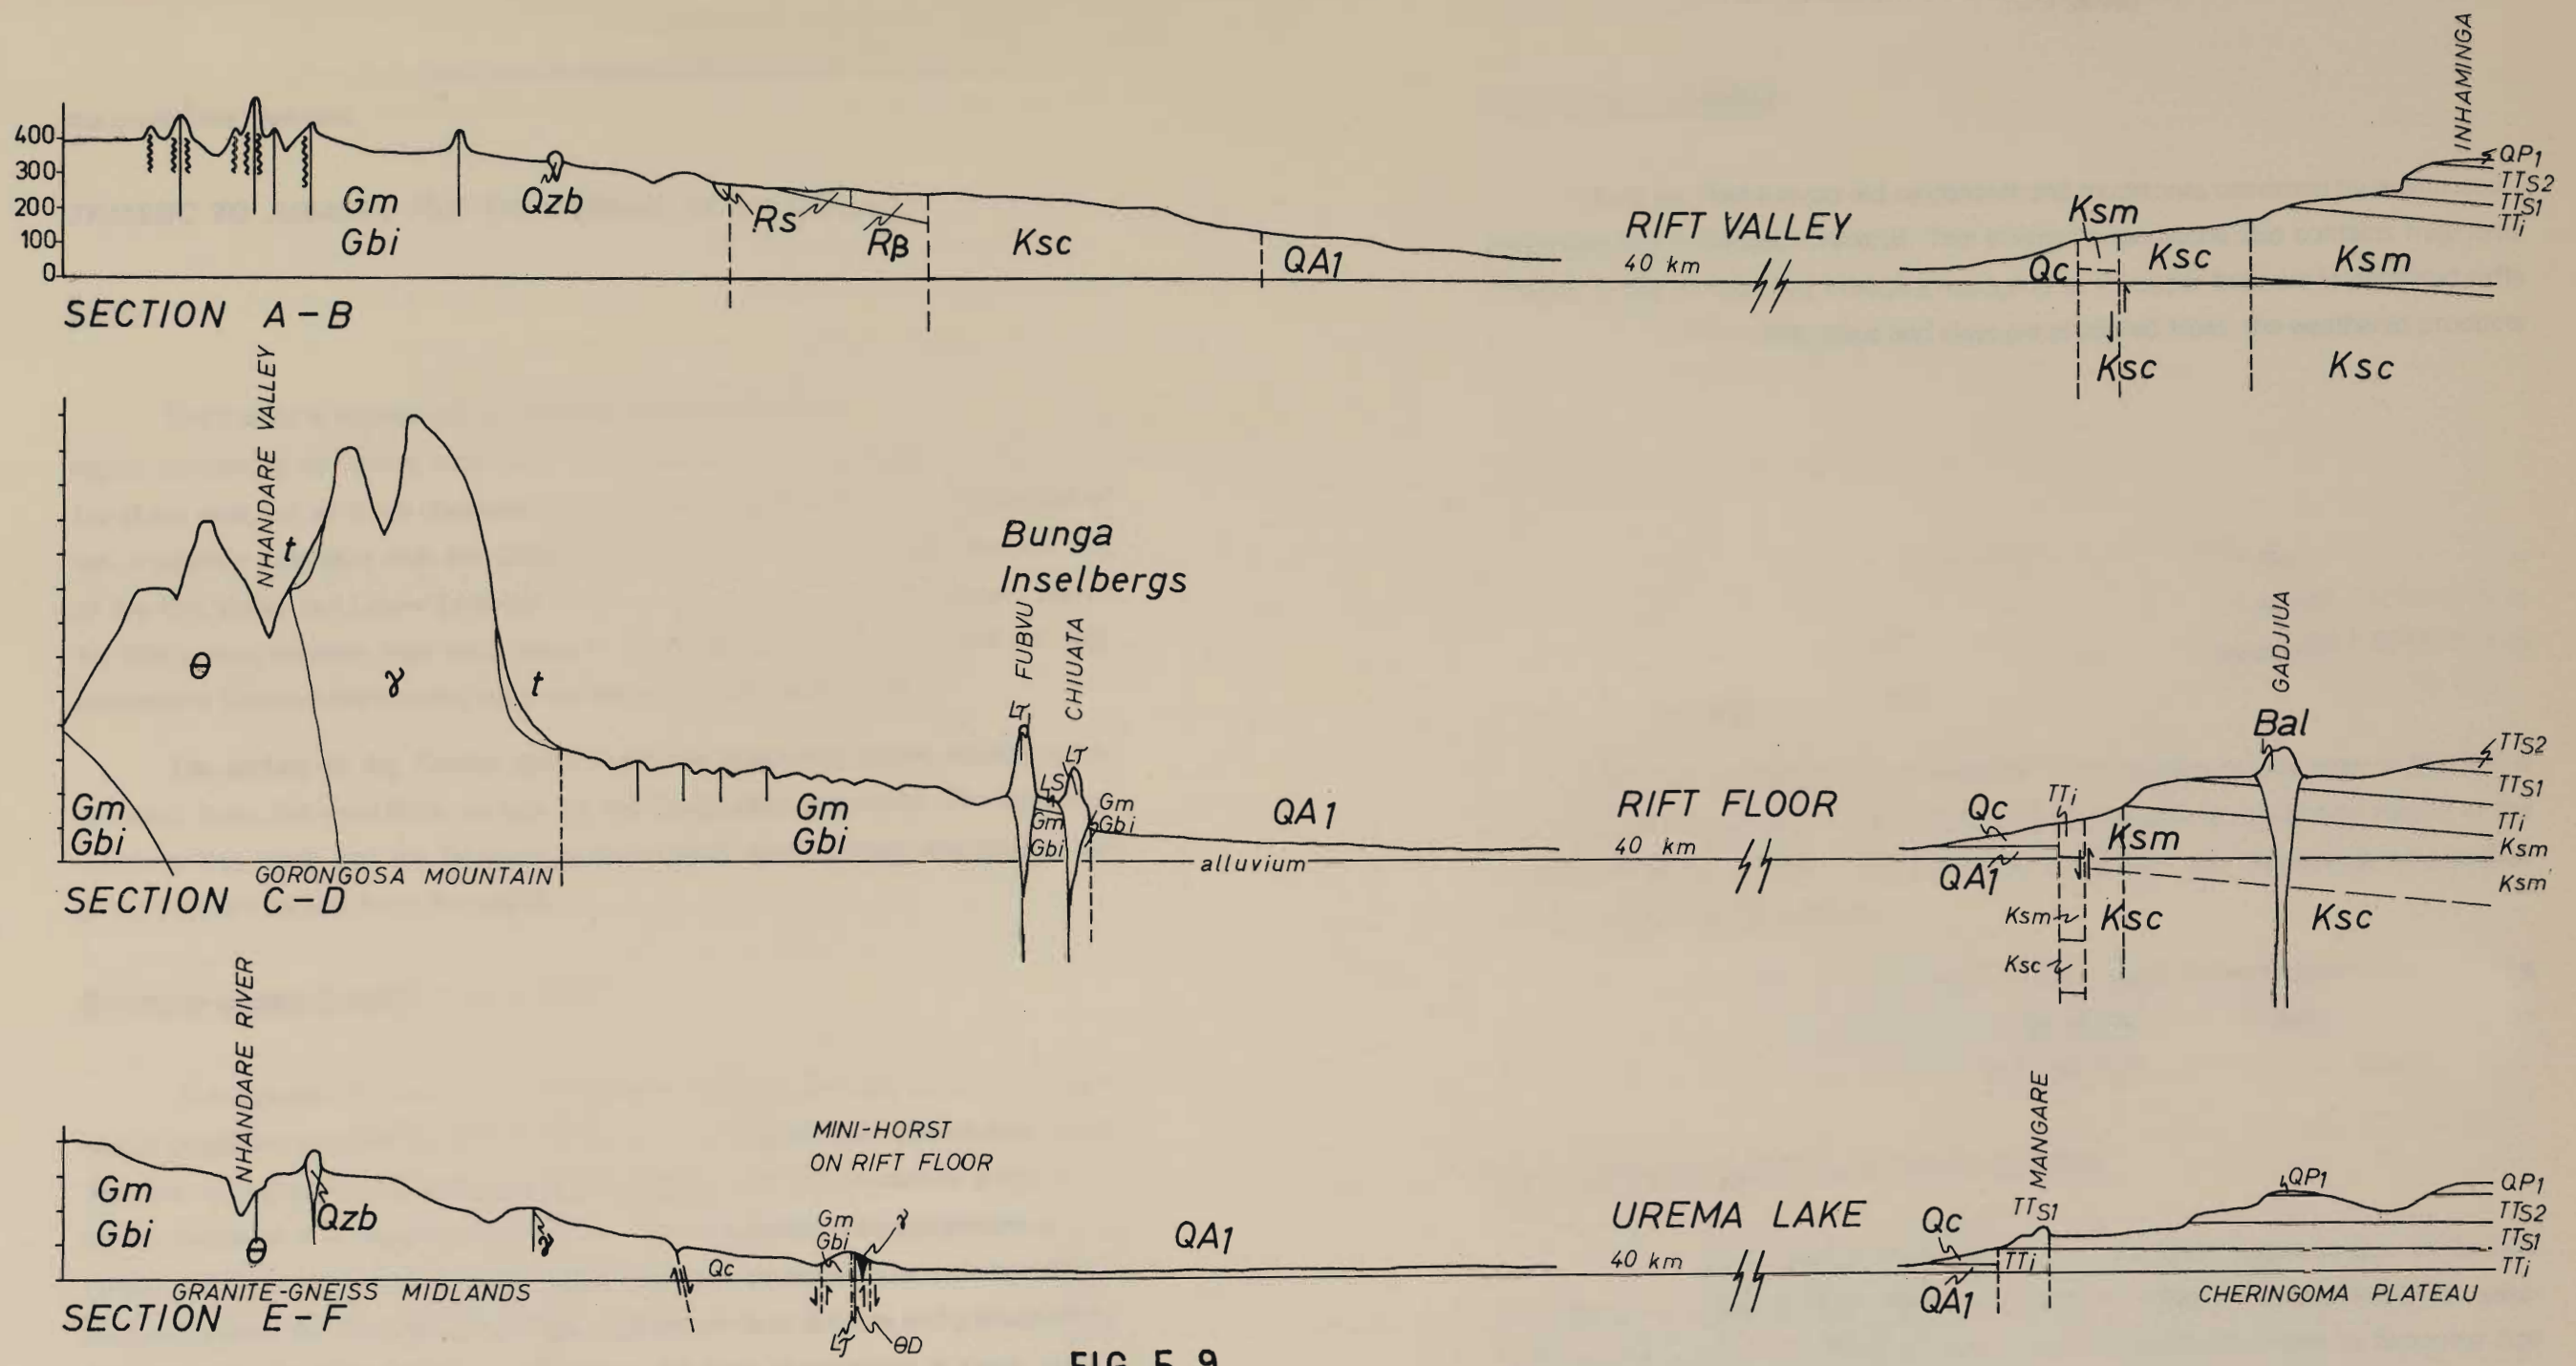 INHAMINGA
400
300
200
100
0
Gm
Gbi
Qzb
Rs
Rβ
Ksc
QA1
RIFT VALLEY
40 km
Ksm
Qc
Ksc
Ksm
QP1
TTS2
TTS1
TTi
Ksc
Ksc
SECTION A-B
NHANDARE VALLEY
t
θ
γ
t
Gm
Gbi
GORONGOSA MOUNTAIN
Gm
Gbi
Bunga
Inselbergs
FUBVU
CHIUATA
LT
LT
LS
Gm
Gbi
Gm
Gbi
QA1
alluvium
RIFT FLOOR
40 km
Qc
TTi
Ksm
QA1
Ksm
Ksc
Ksc
GADJIUA
Bal
TTS2
TTS1
TTi
Ksm
Ksm
Ksc
SECTION C-D
NHANDARE RIVER
Gm
Gbi
θ
Qzb
γ
GRANITE-GNEISS MIDLANDS
Qc
MINI-HORST
ON RIFT FLOOR
Gm
Gbi
γ
LT
θD
QA1
UREMA LAKE
40 km
Qc
QA1
MANGARE
TTS1
TTi
QP1
QP1
TTS2
TTS1
TTi
CHERINGOMA PLATEAU
SECTION E-F
FIG 5.9